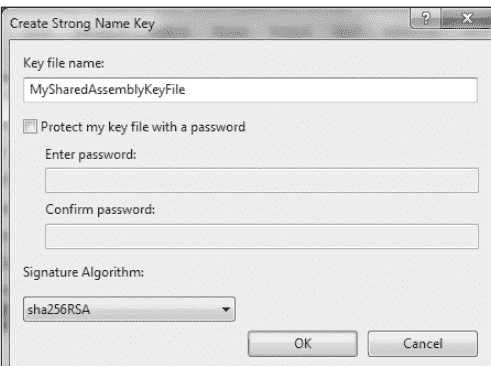 Create Strong Name Key
Key file name:
MySharedAssemblyKeyFile
Protect my key file with a password
Enter password:
Confirm password:
Signature Algorithm:
sha256RSA
OK
Cancel